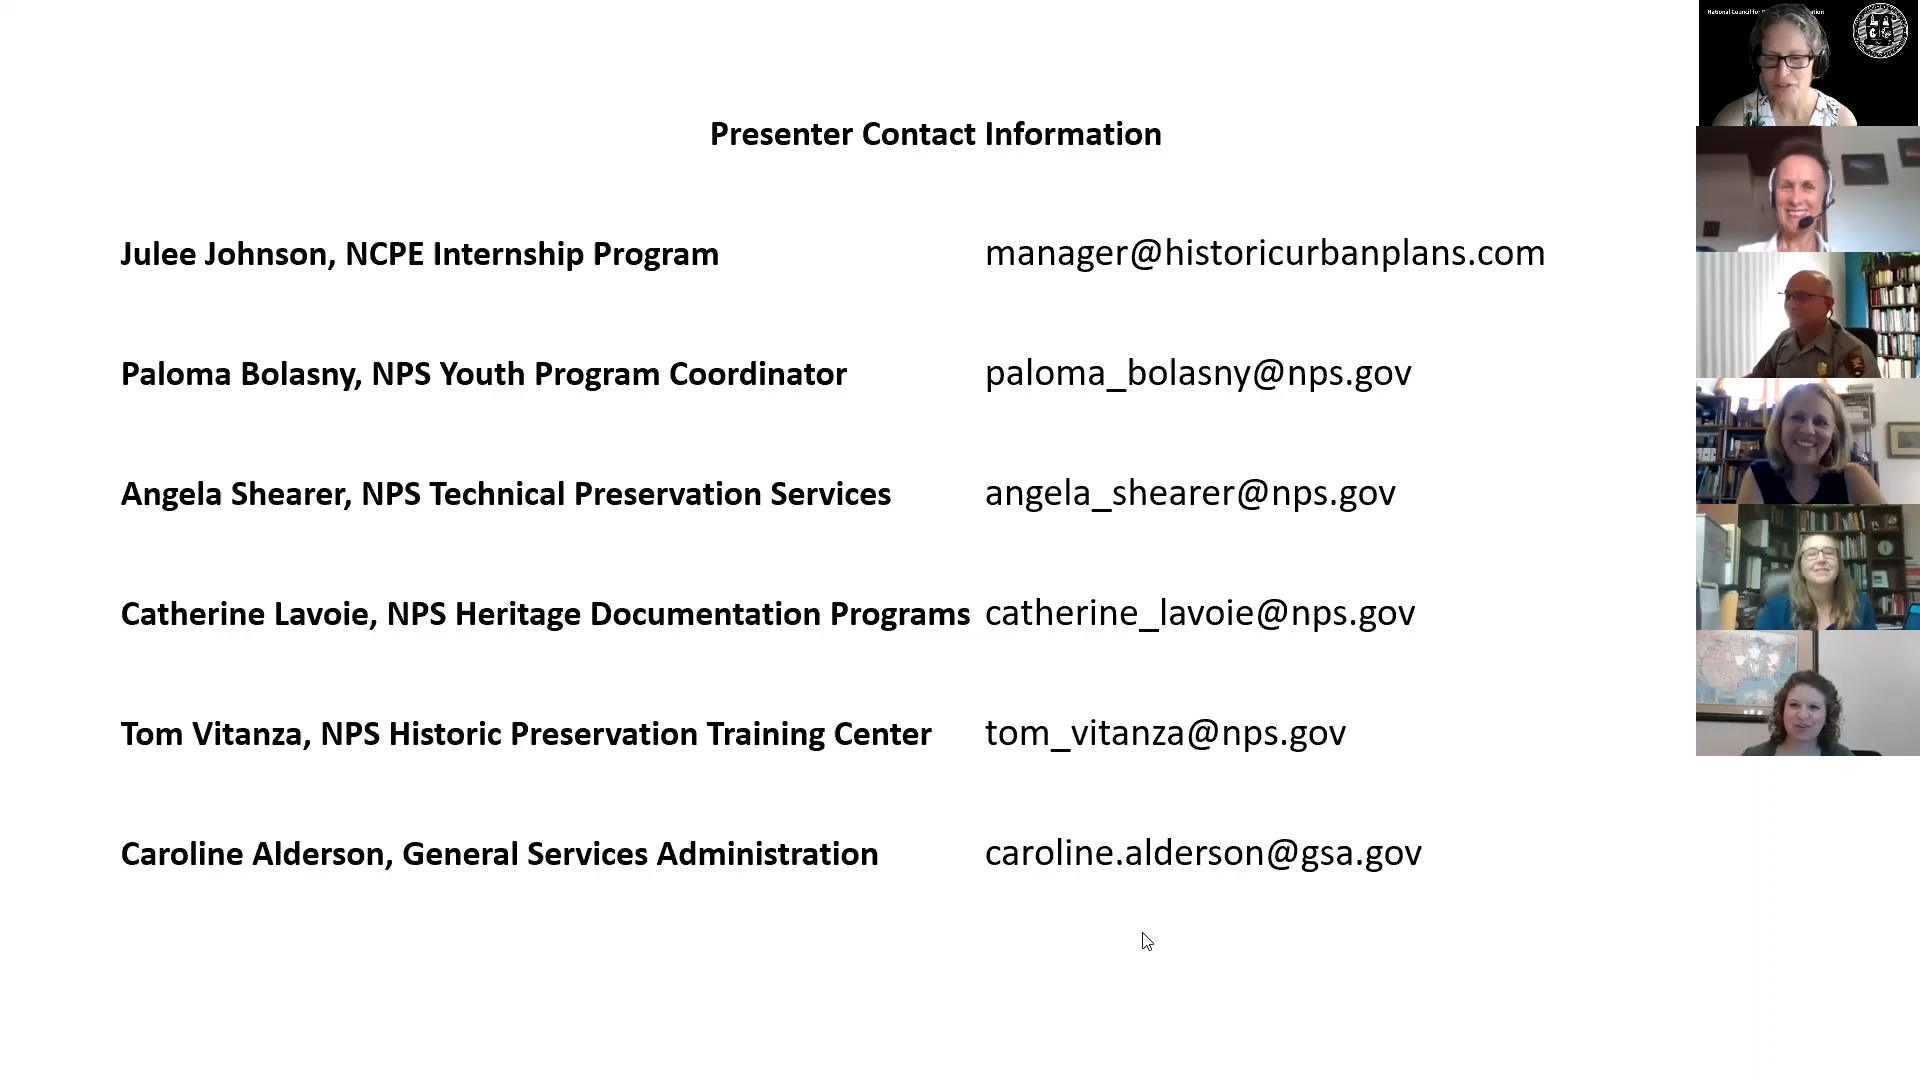 Presenter Contact Information
Julee Johnson, NCPE Internship Program manager@historicurbanplans.com
Paloma Bolasny, NPS Youth Program Coordinator paloma_bolasny@nps.gov
Angela Shearer, NPS Technical Preservation Services angela_shearer@nps.gov
Catherine Lavoie, NPS Heritage Documentation Programs catherine_lavoie@nps.gov
Tom Vitanza, NPS Historic Preservation Training Center tom_vitanza@nps.gov
Caroline Alderson, General Services Administration caroline.alderson@gsa.gov
National Council for